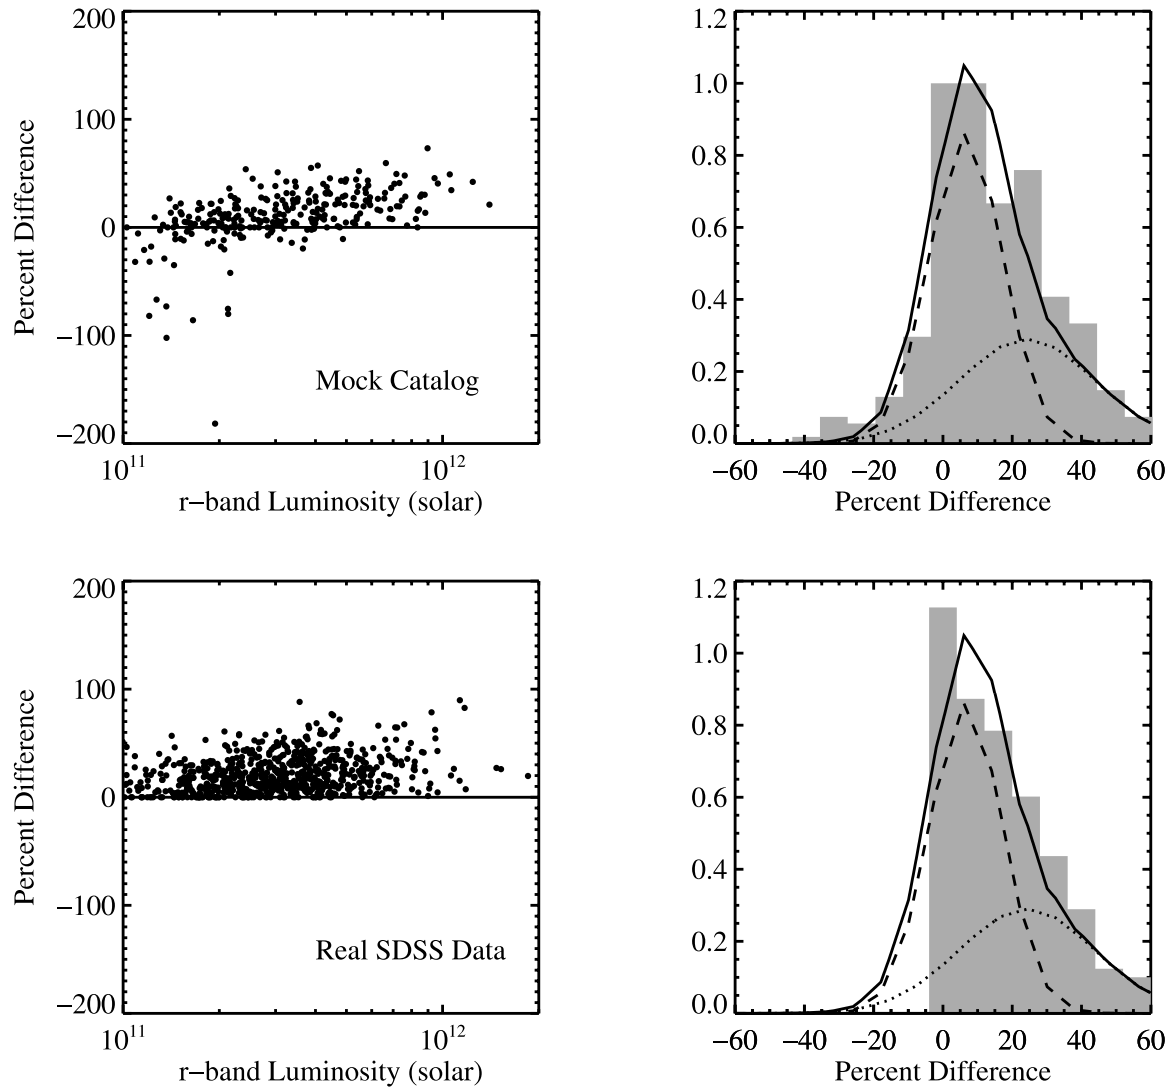 200
100
0
−100
−200
Percent Difference
Mock Catalog
10^11
10^12
r−band Luminosity (solar)
1.2
1.0
0.8
0.6
0.4
0.2
0.0
−60 −40 −20 0 20 40 60
Percent Difference
200
100
0
−100
−200
Percent Difference
Real SDSS Data
10^11
10^12
r−band Luminosity (solar)
1.2
1.0
0.8
0.6
0.4
0.2
0.0
−60 −40 −20 0 20 40 60
Percent Difference